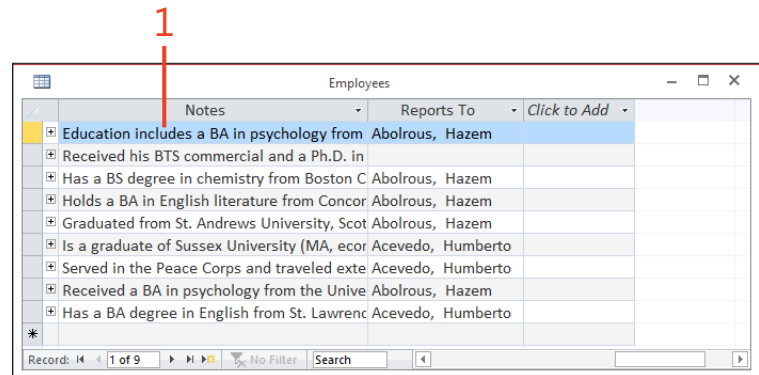 1
Employees
Notes Reports To Click to Add
Education includes a BA in psychology from Abolrous, Hazem
Received his BTS commercial and a Ph.D. in
Has a BS degree in chemistry from Boston C Abolrous, Hazem
Holds a BA in English literature from Concor Abolrous, Hazem
Graduated from St. Andrews University, Scot Abolrous, Hazem
Is a graduate of Sussex University (MA, econ Acevedo, Humberto
Served in the Peace Corps and traveled exte Acevedo, Humberto
Received a BA in psychology from the Unive Abolrous, Hazem
Has a BA degree in English from St. Lawrenc Acevedo, Humberto
Record: 1 of 9 No Filter Search